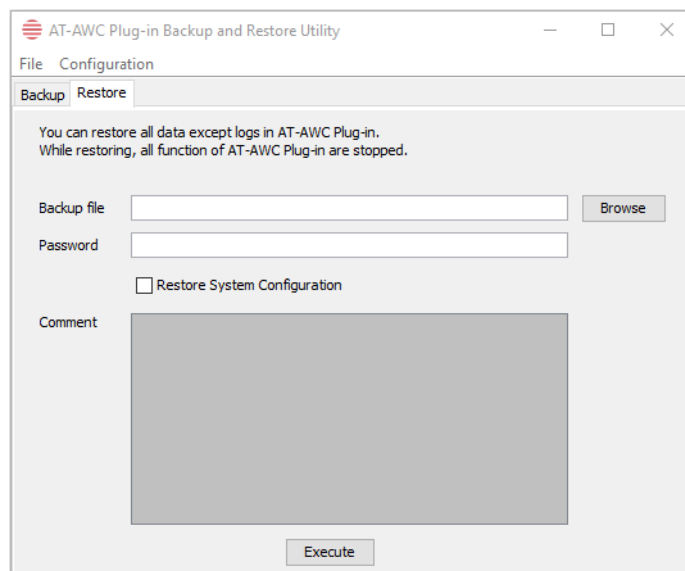 AT-AWC Plug-in Backup and Restore Utility
File Configuration
Backup Restore
You can restore all data except logs in AT-AWC Plug-in.
While restoring, all function of AT-AWC Plug-in are stopped.
Backup file Browse
Password
Restore System Configuration
Comment
Execute